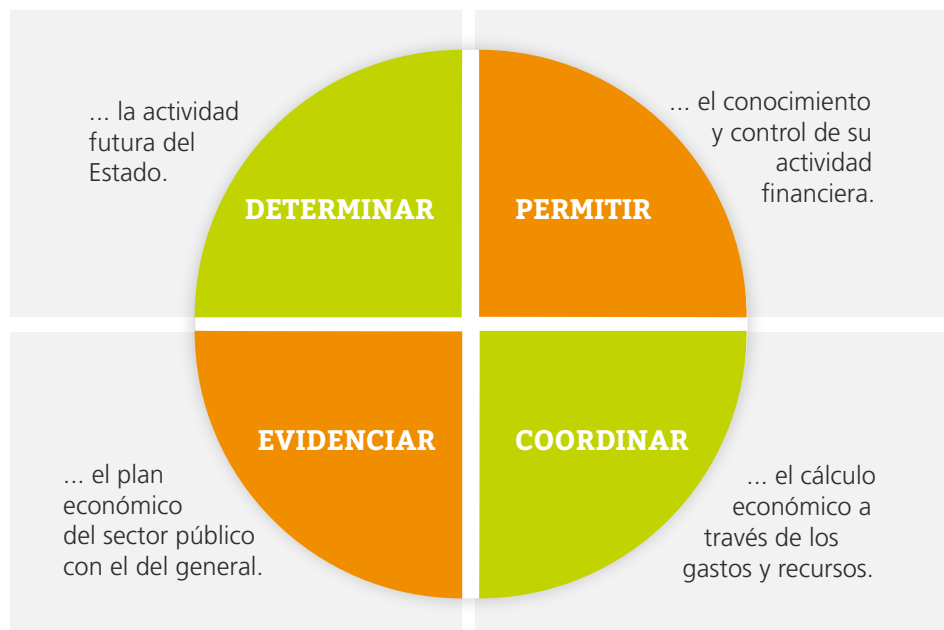 ... la actividad
futura del
Estado.
DETERMINAR
PERMITIR
... el conocimiento
y control de su
actividad
financiera.
EVIDENCIAR
... el plan
económico
del sector público
con el del general.
COORDINAR
... el cálculo
económico a
través de los
gastos y recursos.